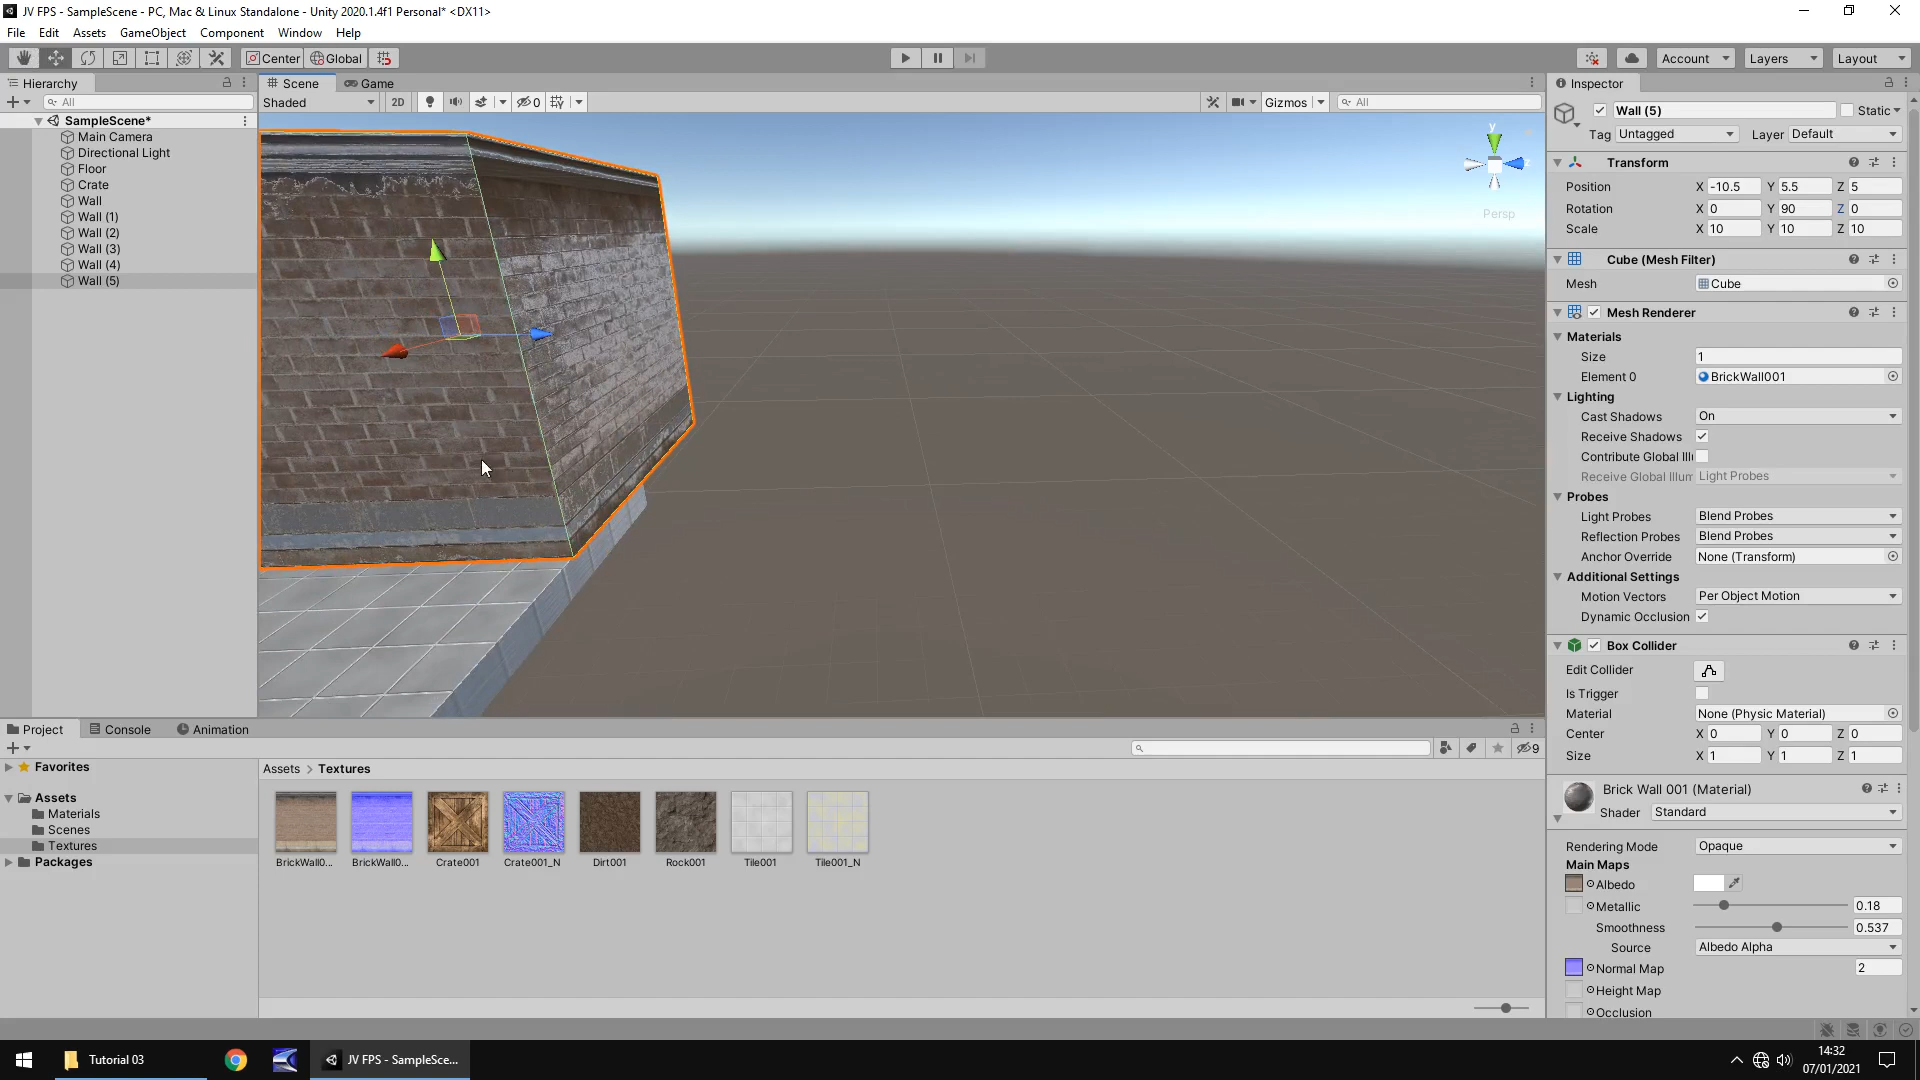 JV FPS - SampleScene - PC, Mac & Linux Standalone - Unity 2020.1.4f1 Personal* <DX11>
File Edit Assets GameObject Component Window Help
Center Global Account Layers Layout
Hierarchy
All
SampleScene*
Main Camera
Directional Light
Floor
Crate
Wall
Wall (1)
Wall (2)
Wall (3)
Wall (4)
Wall (5)
Scene Game
Shaded 2D 0 Gizmos All
y
z
Persp
Inspector
Wall (5) Static
Tag Untagged Layer Default
Transform
Position X -10.5 Y 5.5 Z 5
Rotation X 0 Y 90 Z 0
Scale X 10 Y 10 Z 10
Cube (Mesh Filter)
Mesh Cube
Mesh Renderer
Materials
Size 1
Element 0 BrickWall001
Lighting
Cast Shadows On
Receive Shadows
Contribute Global Illu
Receive Global Illum Light Probes
Probes
Light Probes Blend Probes
Reflection Probes Blend Probes
Anchor Override None (Transform)
Additional Settings
Motion Vectors Per Object Motion
Dynamic Occlusion
Box Collider
Edit Collider
Is Trigger
Material None (Physic Material)
Center X 0 Y 0 Z 0
Size X 1 Y 1 Z 1
Brick Wall 001 (Material)
Shader Standard
Rendering Mode Opaque
Main Maps
Albedo
Metallic 0.18
Smoothness 0.537
Source Albedo Alpha
Normal Map 2
Height Map
Occlusion
Project Console Animation
9
Favorites
Assets
Materials
Scenes
Textures
Packages
Assets > Textures
BrickWall0... BrickWall0... Crate001 Crate001_N Dirt001 Rock001 Tile001 Tile001_N
Tutorial 03
JV FPS - SampleSce...
14:32
07/01/2021